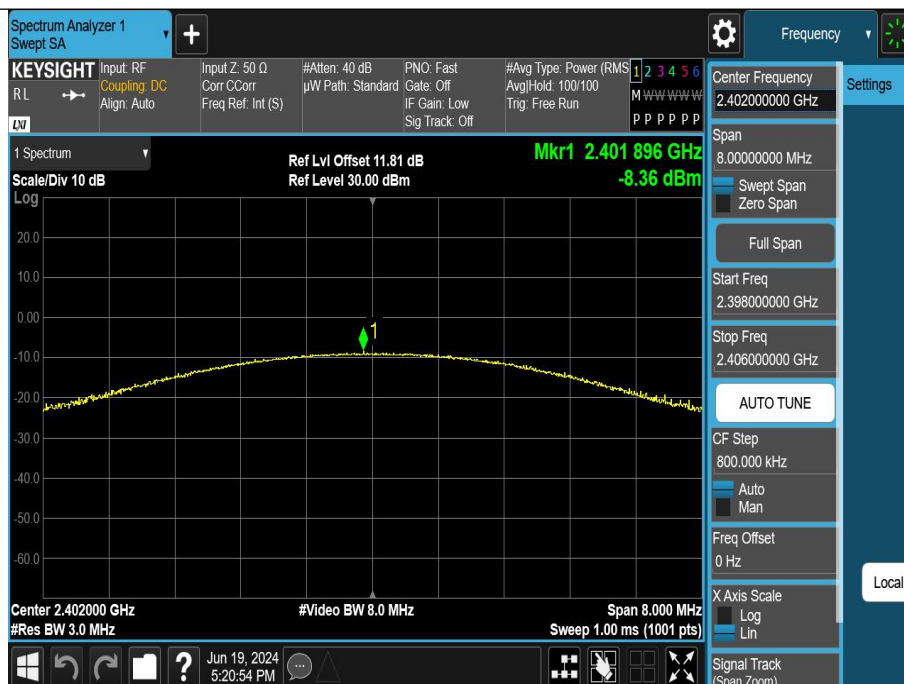 Spectrum Analyzer 1
Swept SA
+
Frequency
KEYSIGHT
R L
LXI
Input: RF
Coupling: DC
Align: Auto
Input Z: 50 Ω
Corr CCorr
Freq Ref: Int (S)
#Atten: 40 dB
µW Path: Standard
PNO: Fast
Gate: Off
IF Gain: Low
Sig Track: Off
#Avg Type: Power (RMS
Avg|Hold: 100/100
Trig: Free Run
1 2 3 4 5 6
M W W W W W
P P P P P P
1 Spectrum
Scale/Div 10 dB
Log
Ref Lvl Offset 11.81 dB
Ref Level 30.00 dBm
Mkr1 2.401 896 GHz
-8.36 dBm
20.0
10.0
0.00
-10.0
-20.0
-30.0
-40.0
-50.0
-60.0
1
Center 2.402000 GHz
#Res BW 3.0 MHz
#Video BW 8.0 MHz
Span 8.000 MHz
Sweep 1.00 ms (1001 pts)
?
Jun 19, 2024
5:20:54 PM
Center Frequency
2.402000000 GHz
Span
8.00000000 MHz
Swept Span
Zero Span
Full Span
Start Freq
2.398000000 GHz
Stop Freq
2.406000000 GHz
AUTO TUNE
CF Step
800.000 kHz
Auto
Man
Freq Offset
0 Hz
X Axis Scale
Log
Lin
Signal Track
(Span Zoom)
Settings
Local